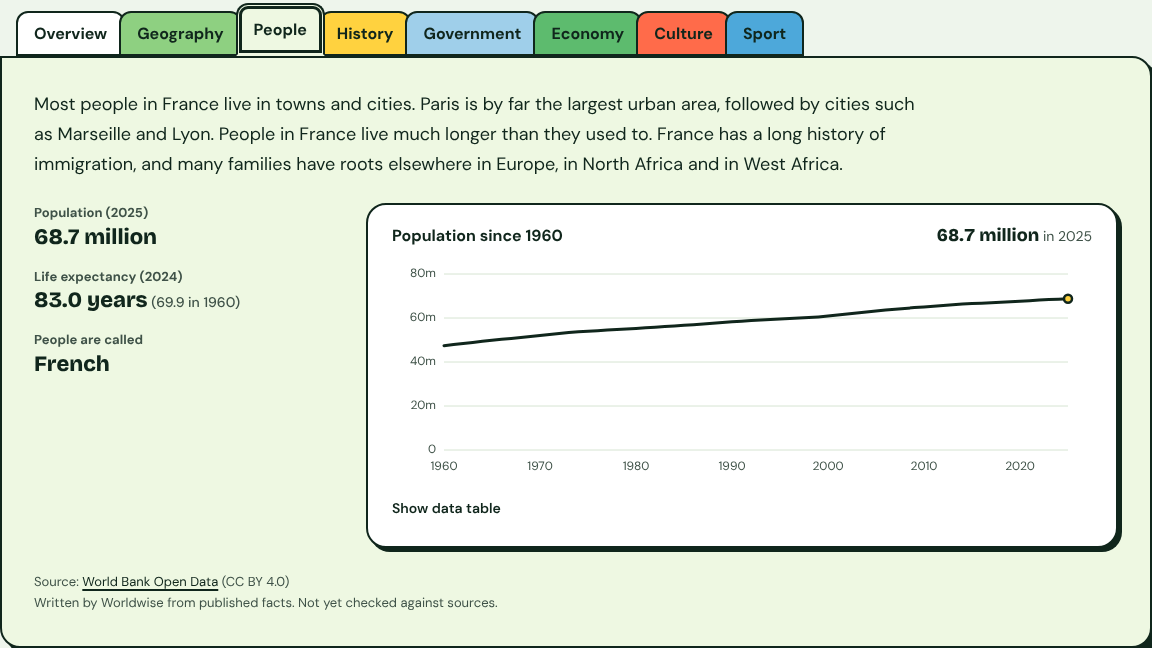 Overview
Geography
People
History
Government
Economy
Culture
Sport
Most people in France live in towns and cities. Paris is by far the largest urban area, followed by cities such
as Marseille and Lyon. People in France live much longer than they used to. France has a long history of
immigration, and many families have roots elsewhere in Europe, in North Africa and in West Africa.
Population (2025)
68.7 million
Life expectancy (2024)
83.0 years (69.9 in 1960)
People are called
French
Population since 1960
68.7 million in 2025
80m
60m
40m
20m
0
1960 1970 1980 1990 2000 2010 2020
Show data table
Source: World Bank Open Data (CC BY 4.0)
Written by Worldwise from published facts. Not yet checked against sources.